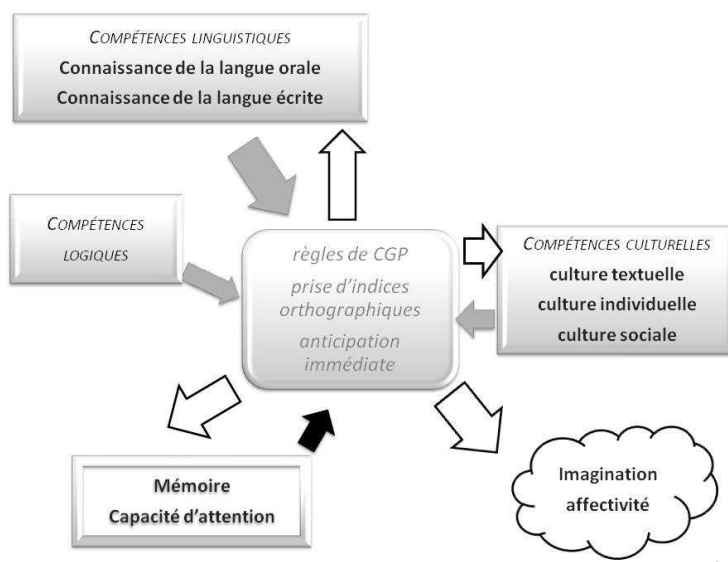 COMPÉTENCES LINGUISTIQUES
Connaissance de la langue orale
Connaissance de la langue écrite
COMPÉTENCES
LOGIQUES
règles de CGP
prise d'indices
orthographiques
anticipation
immédiate
COMPÉTENCES CULTURELLES
culture textuelle
culture individuelle
culture sociale
Mémoire
Capacité d'attention
Imagination
affectivité